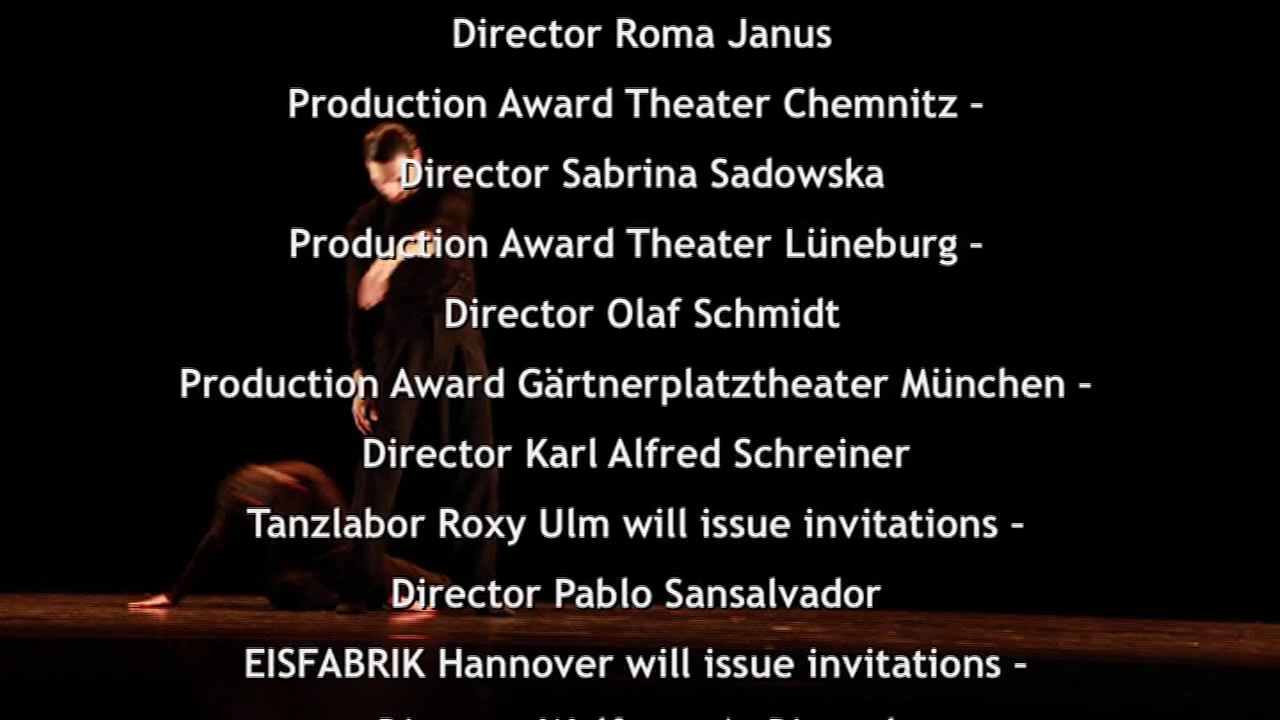 Director Roma Janus
Production Award Theater Chemnitz –
Director Sabrina Sadowska
Production Award Theater Lüneburg –
Director Olaf Schmidt
Production Award Gärtnerplatztheater München –
Director Karl Alfred Schreiner
Tanzlabor Roxy Ulm will issue invitations –
Director Pablo Sansalvador
EISFABRIK Hannover will issue invitations –